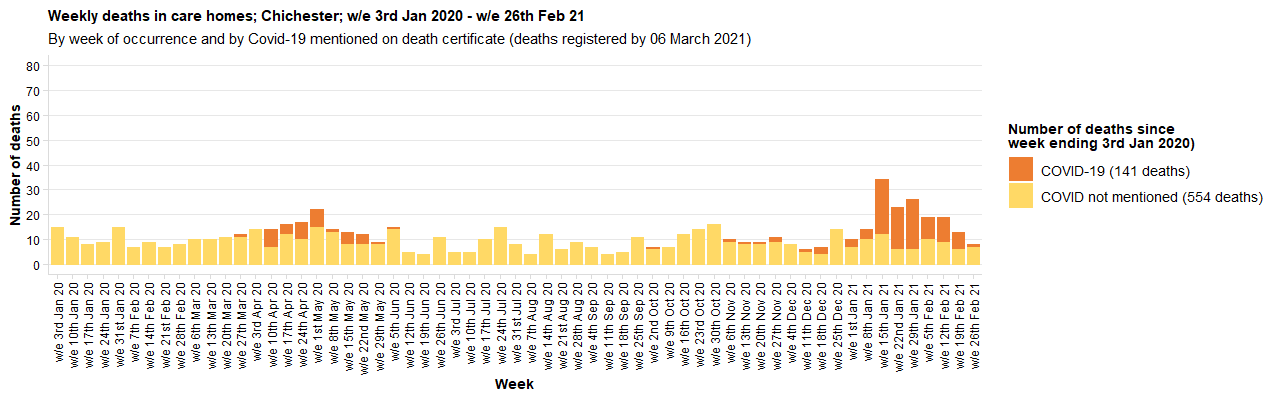 Weekly deaths in care homes; Chichester; w/e 3rd Jan 2020 - w/e 26th Feb 21
By week of occurrence and by Covid-19 mentioned on death certificate (deaths registered by 06 March 2021)
Number of deaths
80
70
60
50
40
30
20
10
0
w/e 3rd Jan 20
w/e 10th Jan 20
w/e 17th Jan 20
w/e 24th Jan 20
w/e 31st Jan 20
w/e 7th Feb 20
w/e 14th Feb 20
w/e 21st Feb 20
w/e 28th Feb 20
w/e 6th Mar 20
w/e 13th Mar 20
w/e 20th Mar 20
w/e 27th Mar 20
w/e 3rd Apr 20
w/e 10th Apr 20
w/e 17th Apr 20
w/e 24th Apr 20
w/e 1st May 20
w/e 8th May 20
w/e 15th May 20
w/e 22nd May 20
w/e 29th May 20
w/e 5th Jun 20
w/e 12th Jun 20
w/e 19th Jun 20
w/e 26th Jun 20
w/e 3rd Jul 20
w/e 10th Jul 20
w/e 17th Jul 20
w/e 24th Jul 20
w/e 31st Jul 20
w/e 7th Aug 20
w/e 14th Aug 20
w/e 21st Aug 20
w/e 28th Aug 20
w/e 4th Sep 20
w/e 11th Sep 20
w/e 18th Sep 20
w/e 25th Sep 20
w/e 2nd Oct 20
w/e 9th Oct 20
w/e 16th Oct 20
w/e 23rd Oct 20
w/e 30th Oct 20
w/e 6th Nov 20
w/e 13th Nov 20
w/e 20th Nov 20
w/e 27th Nov 20
w/e 4th Dec 20
w/e 11th Dec 20
w/e 18th Dec 20
w/e 25th Dec 20
w/e 1st Jan 21
w/e 8th Jan 21
w/e 15th Jan 21
w/e 22nd Jan 21
w/e 29th Jan 21
w/e 5th Feb 21
w/e 12th Feb 21
w/e 19th Feb 21
w/e 26th Feb 21
Week
Number of deaths since
week ending 3rd Jan 2020)
COVID-19 (141 deaths)
COVID not mentioned (554 deaths)